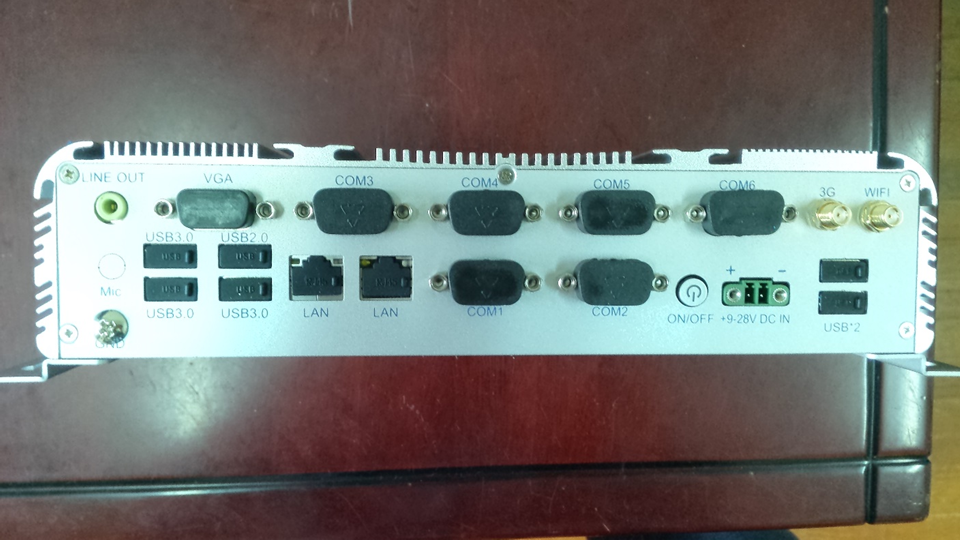 LINE OUT
VGA
COM3
COM4
COM5
COM6
3G
WIFI
USB3.0
USB2.0
Mic
USB3.0
USB3.0
LAN
LAN
COM1
COM2
ON/OFF
+ −
+9-28V DC IN
USB*2
GND